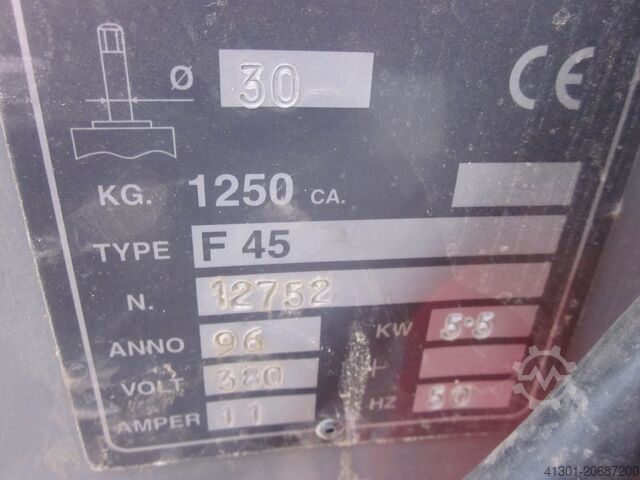 Ø 30 CE
KG. 1250 CA.
TYPE F 45
N. 12752
ANNO 96 KW 5.5
VOLT 380 +
AMPER 11 HZ 50
41301-20687200